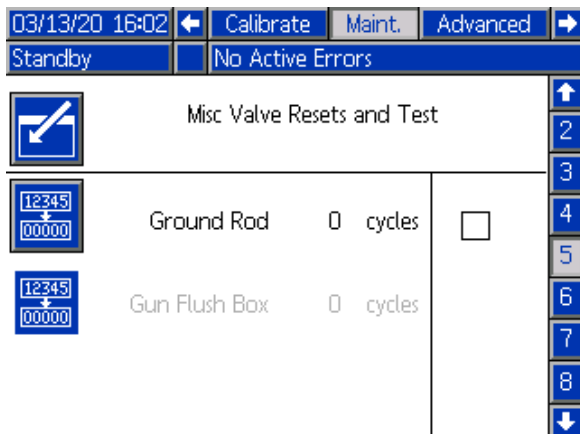 03/13/20 16:02 Calibrate Maint. Advanced
Standby No Active Errors
Misc Valve Resets and Test
2
3
12345
00000
Ground Rod 0 cycles
4
5
12345
00000
Gun Flush Box 0 cycles
6
7
8